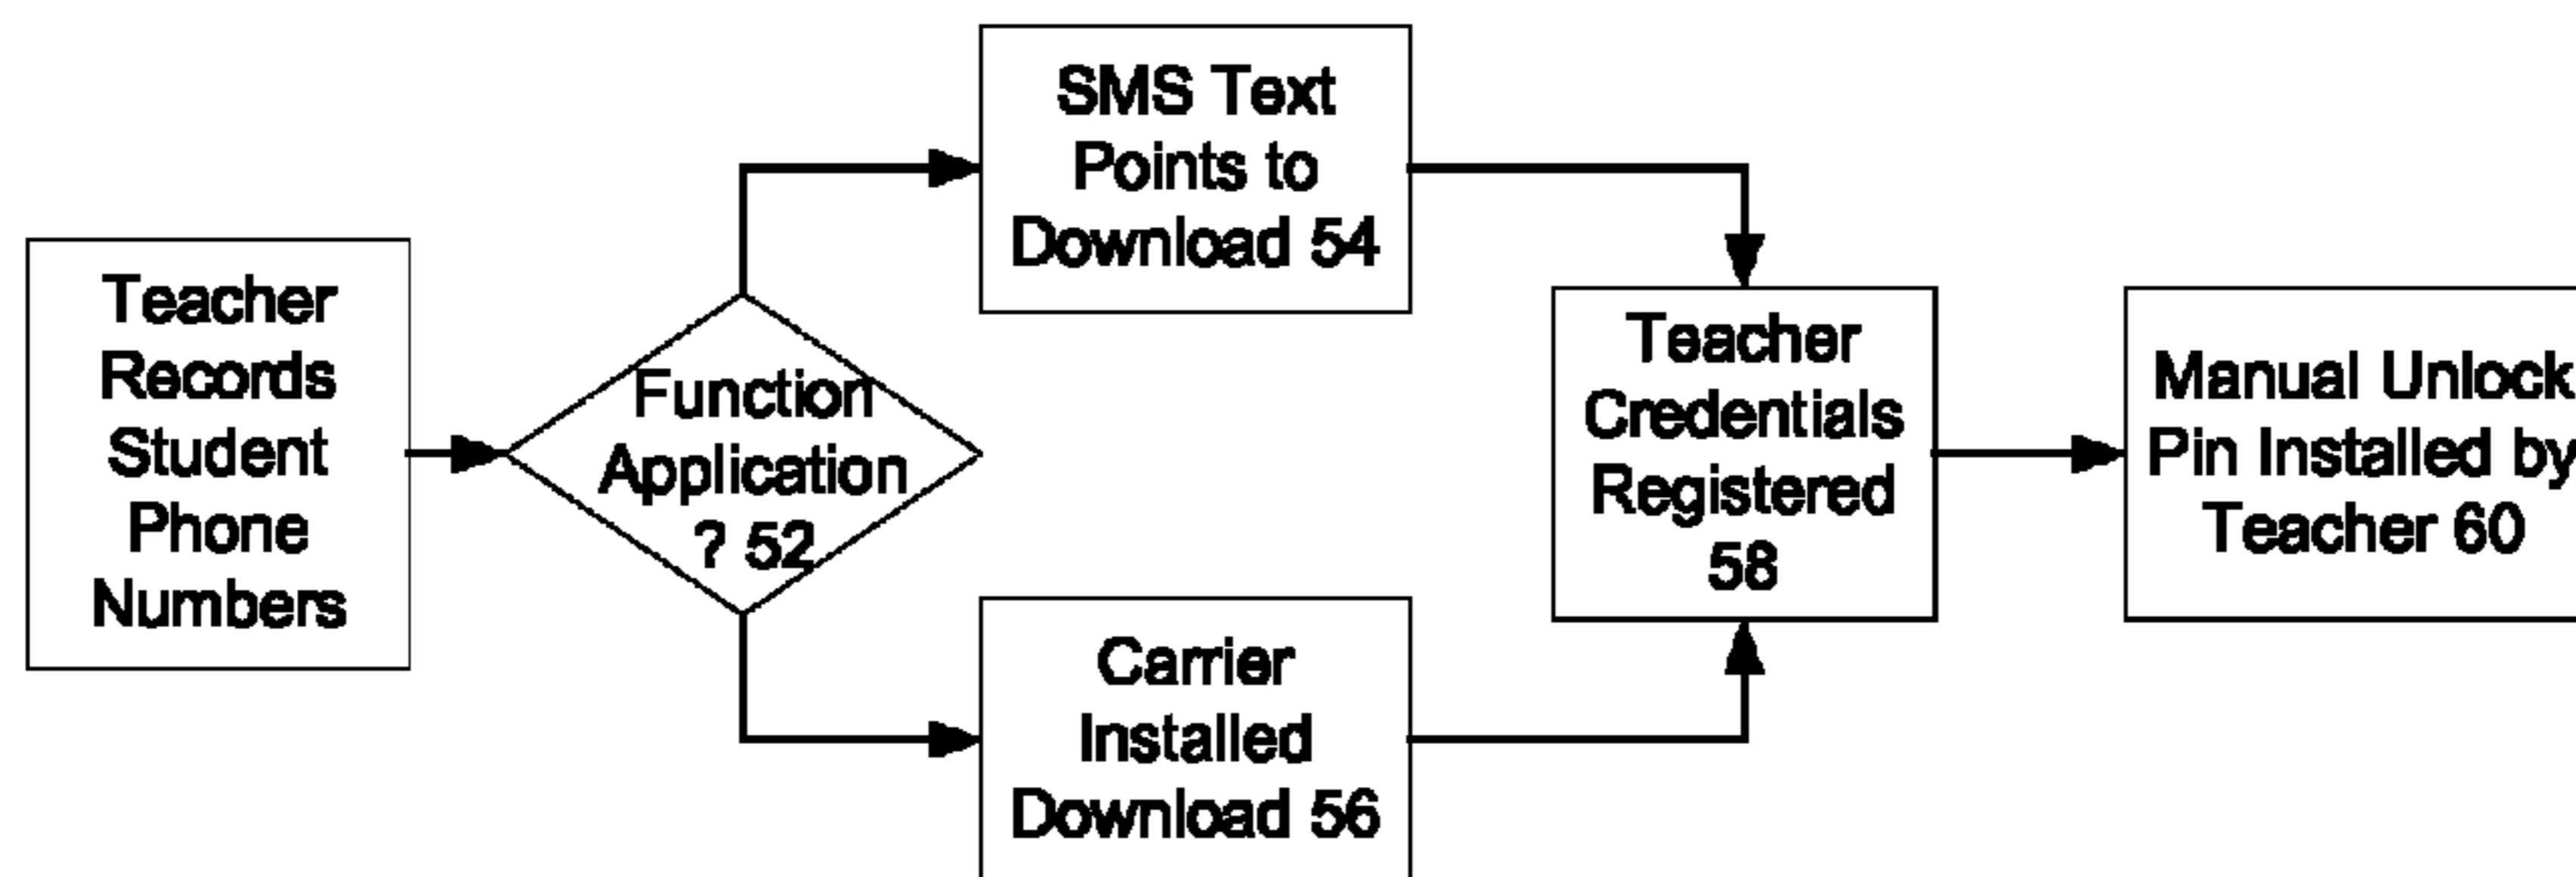 Teacher
Records
Student
Phone
Numbers
Function
Application
? 52
SMS Text
Points to
Download 54
Carrier
Installed
Download 56
Teacher
Credentials
Registered
58
Manual Unlock
Pin Installed by
Teacher 60